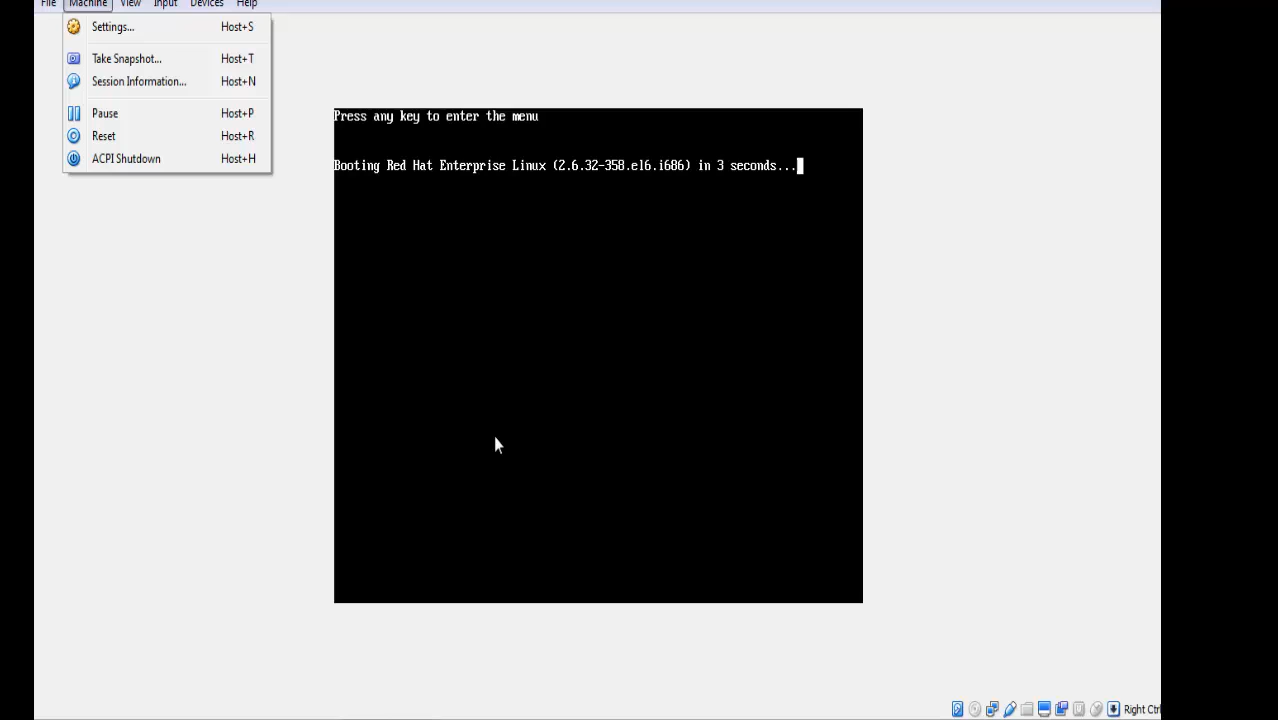 File Machine View Input Devices Help
Settings... Host+S
Take Snapshot... Host+T
Session Information... Host+N
Pause Host+P
Reset Host+R
ACPI Shutdown Host+H
Press any key to enter the menu
Booting Red Hat Enterprise Linux (2.6.32-358.el6.i686) in 3 seconds...
Right Ctrl